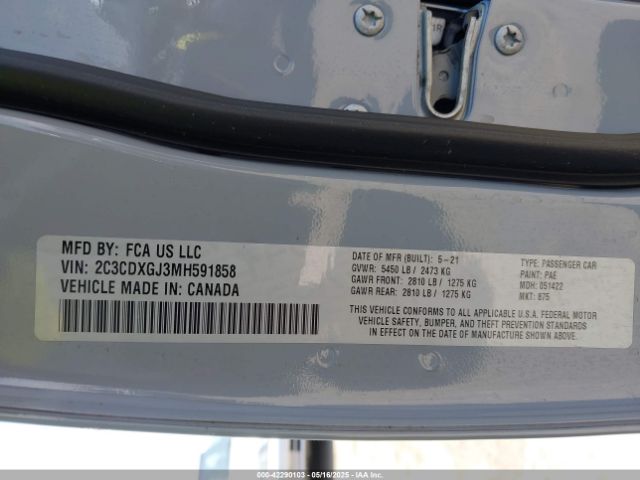 1R
MFD BY: FCA US LLC
VIN: 2C3CDXGJ3MH591858
VEHICLE MADE IN: CANADA
DATE OF MFR (BUILT): 5-21
GVWR: 5450 LB / 2473 KG
GAWR FRONT: 2810 LB / 1275 KG
GAWR REAR: 2810 LB / 1275 KG
TYPE: PASSENGER CAR
PAINT: PAE
MDH: 051422
MKT: 875
THIS VEHICLE CONFORMS TO ALL APPLICABLE U.S.A. FEDERAL MOTOR
VEHICLE SAFETY, BUMPER, AND THEFT PREVENTION STANDARDS
IN EFFECT ON THE DATE OF MANUFACTURE SHOWN ABOVE.
000-42290103 - 05/16/2025 - COPYRIGHT IAA, LLC.